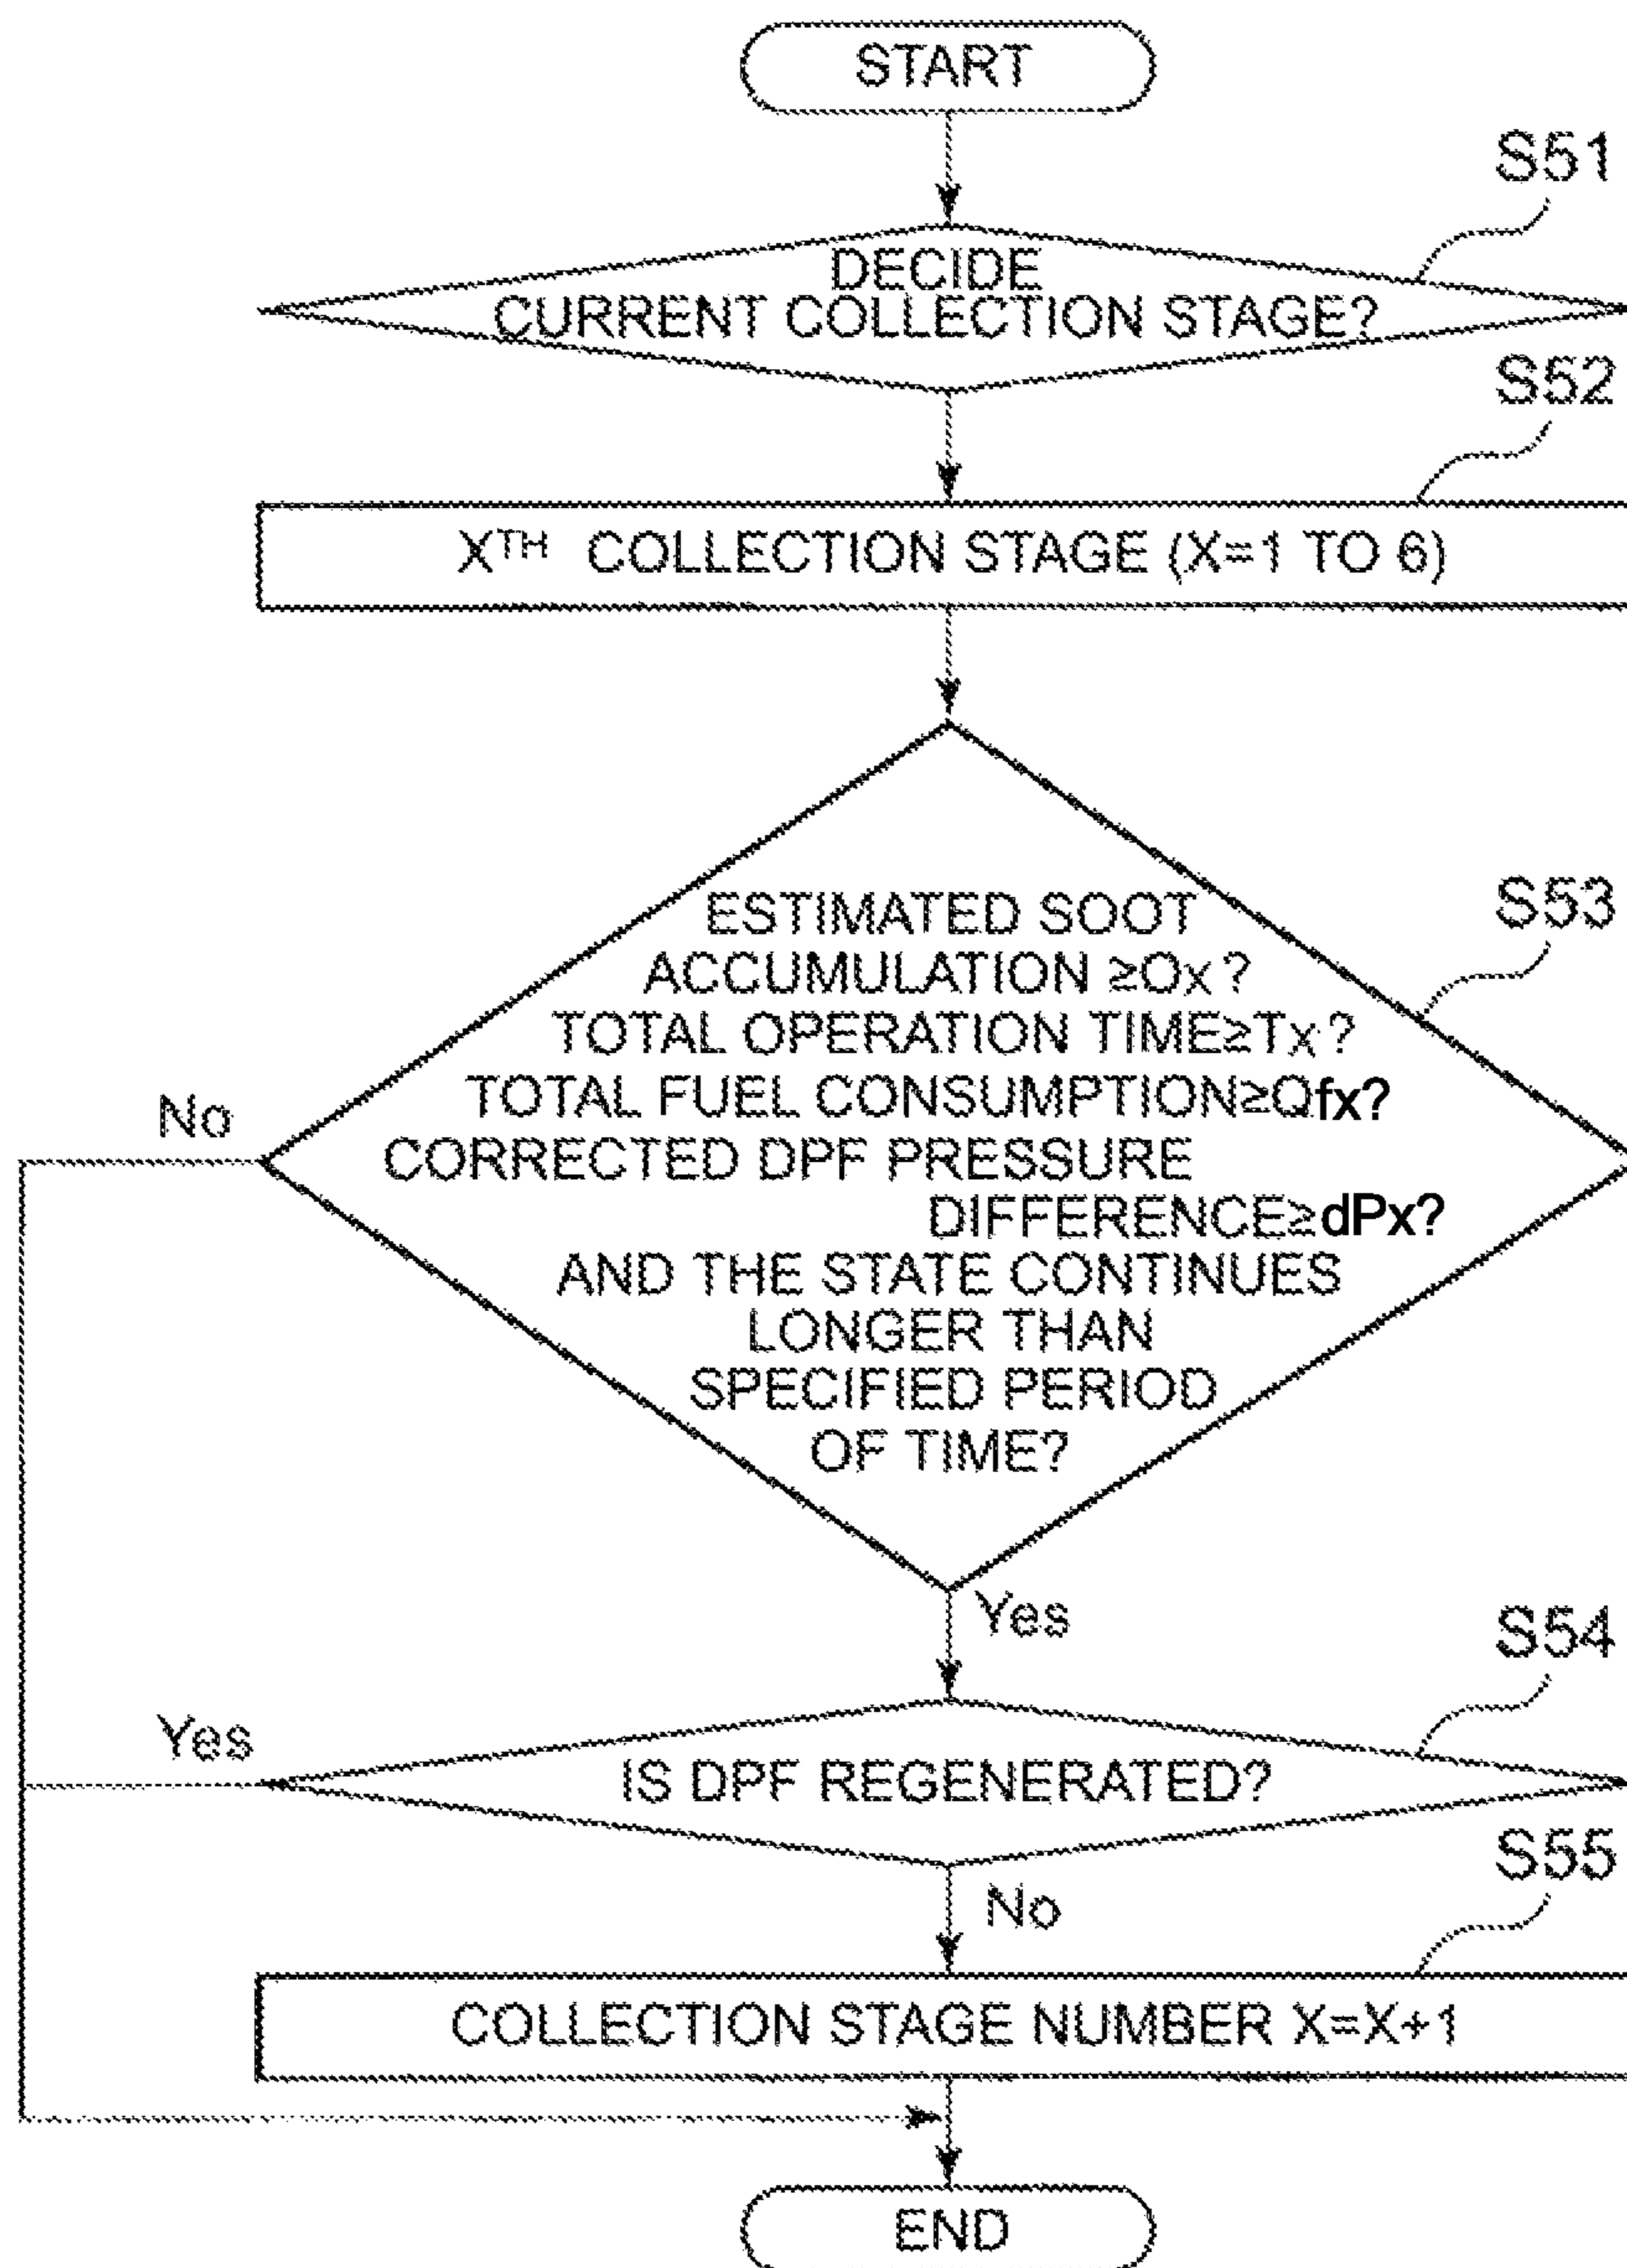 START
S51
DECIDE
CURRENT COLLECTION STAGE?
S52
XTH COLLECTION STAGE (X=1 TO 6)
S53
ESTIMATED SOOT
ACCUMULATION ≧Ox?
TOTAL OPERATION TIME≧Tx?
TOTAL FUEL CONSUMPTION≧Qfx?
No
CORRECTED DPF PRESSURE
DIFFERENCE≧dPx?
AND THE STATE CONTINUES
LONGER THAN
SPECIFIED PERIOD
OF TIME?
Yes
S54
Yes
IS DPF REGENERATED?
S55
No
COLLECTION STAGE NUMBER X=X+1
END